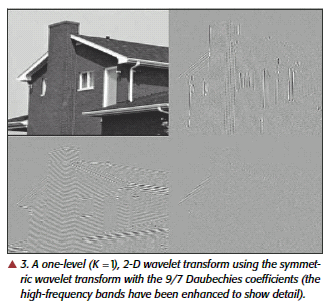 ▲ 3. A one-level (K = 1), 2-D wavelet transform using the symmet-
ric wavelet transform with the 9/7 Daubechies coefficients (the
high-frequency bands have been enhanced to show detail).